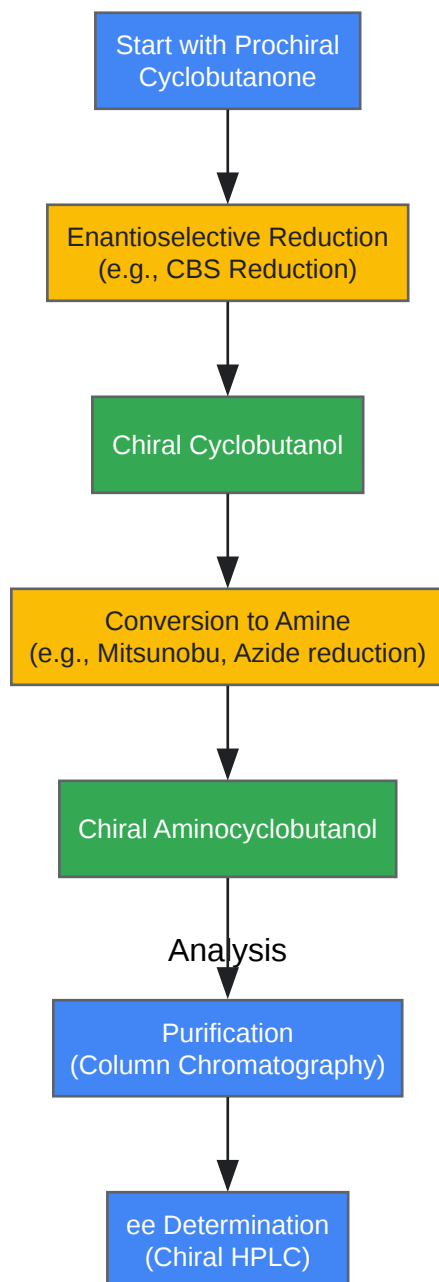 Start with Prochiral
Cyclobutanone
Enantioselective Reduction
(e.g., CBS Reduction)
Chiral Cyclobutanol
Conversion to Amine
(e.g., Mitsunobu, Azide reduction)
Chiral Aminocyclobutanol
Analysis
Purification
(Column Chromatography)
ee Determination
(Chiral HPLC)